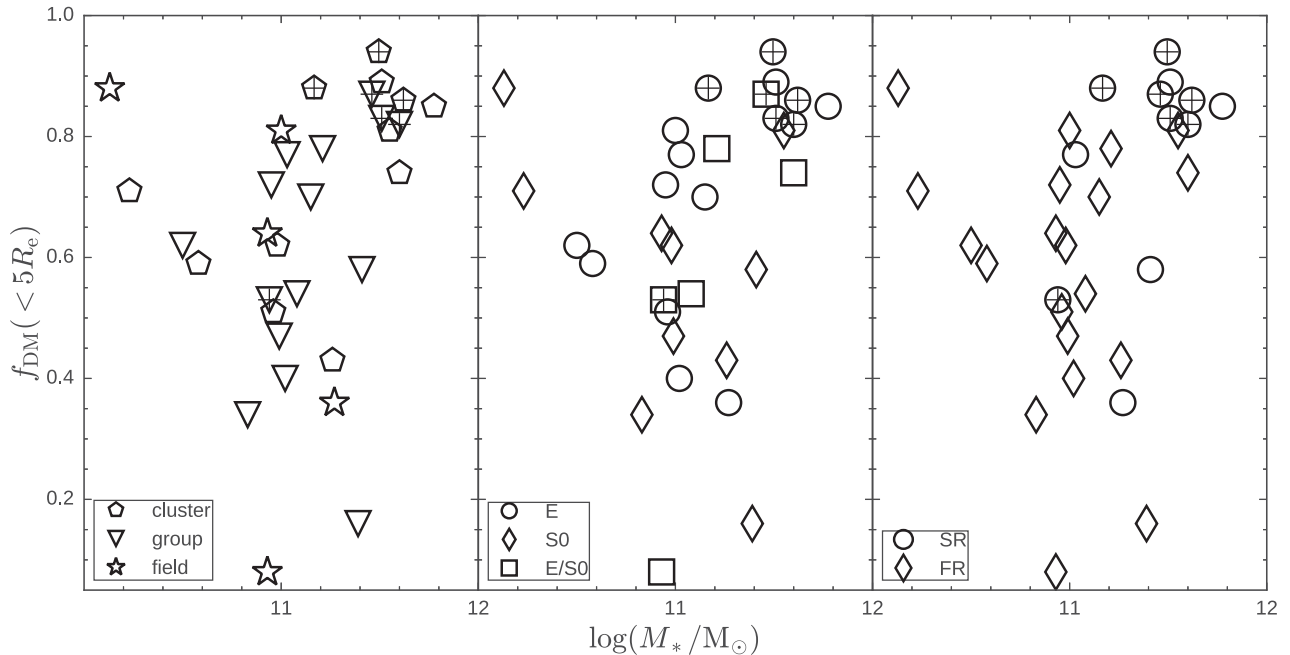 1.0
0.8
0.6
0.4
0.2
f_DM(< 5R_e)
cluster
group
field
E
S0
E/S0
SR
FR
11 12 11 12 11 12
log(M_*/M_⊙)